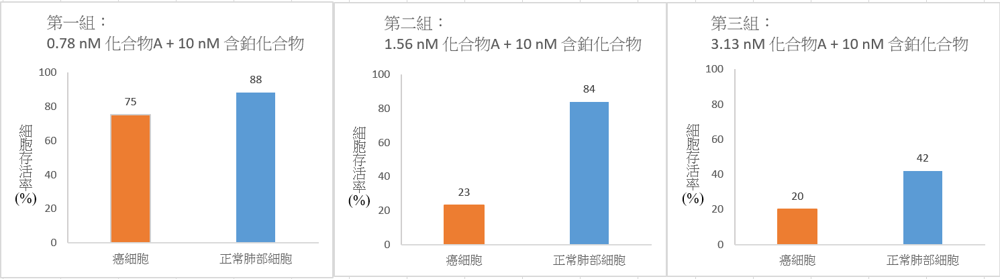 第一組：
0.78 nM 化合物A + 10 nM 含鉑化合物
100
80
60
40
20
0
細胞存活率
(%)
75
88
癌細胞
正常肺部細胞
第二組：
1.56 nM 化合物A + 10 nM 含鉑化合物
100
80
60
40
20
0
細胞存活率
(%)
23
84
癌細胞
正常肺部細胞
第三組：
3.13 nM 化合物A + 10 nM 含鉑化合物
100
80
60
40
20
0
細胞存活率
(%)
20
42
癌細胞
正常肺部細胞